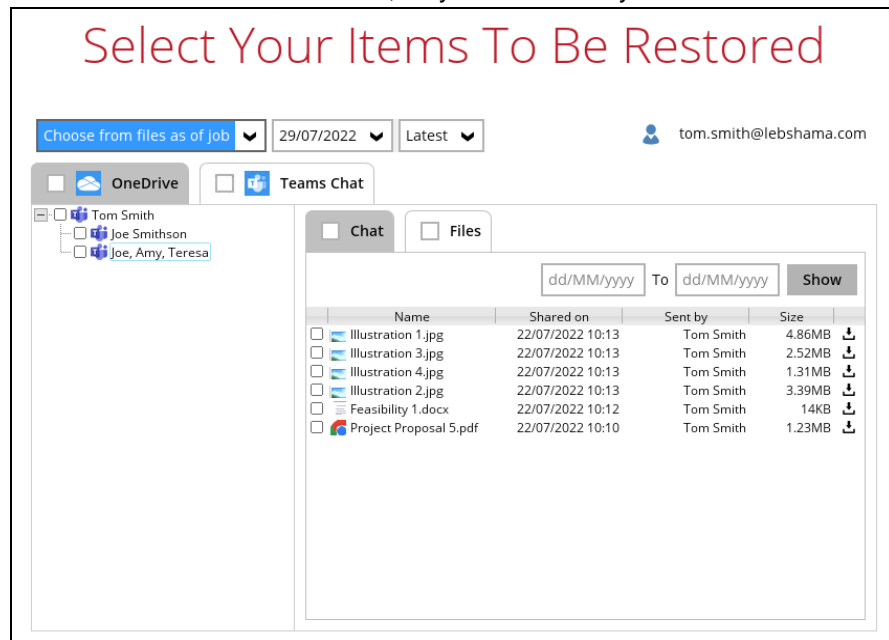 Select Your Items To Be Restored
Choose from files as of job 29/07/2022 Latest tom.smith@lebshama.com
OneDrive Teams Chat
Tom Smith
Joe Smithson
Joe, Amy, Teresa
Chat Files
dd/MM/yyyy To dd/MM/yyyy Show
Name Shared on Sent by Size
Illustration 1.jpg 22/07/2022 10:13 Tom Smith 4.86MB
Illustration 3.jpg 22/07/2022 10:13 Tom Smith 2.52MB
Illustration 4.jpg 22/07/2022 10:13 Tom Smith 1.31MB
Illustration 2.jpg 22/07/2022 10:13 Tom Smith 3.39MB
Feasibility 1.docx 22/07/2022 10:12 Tom Smith 14KB
Project Proposal 5.pdf 22/07/2022 10:10 Tom Smith 1.23MB